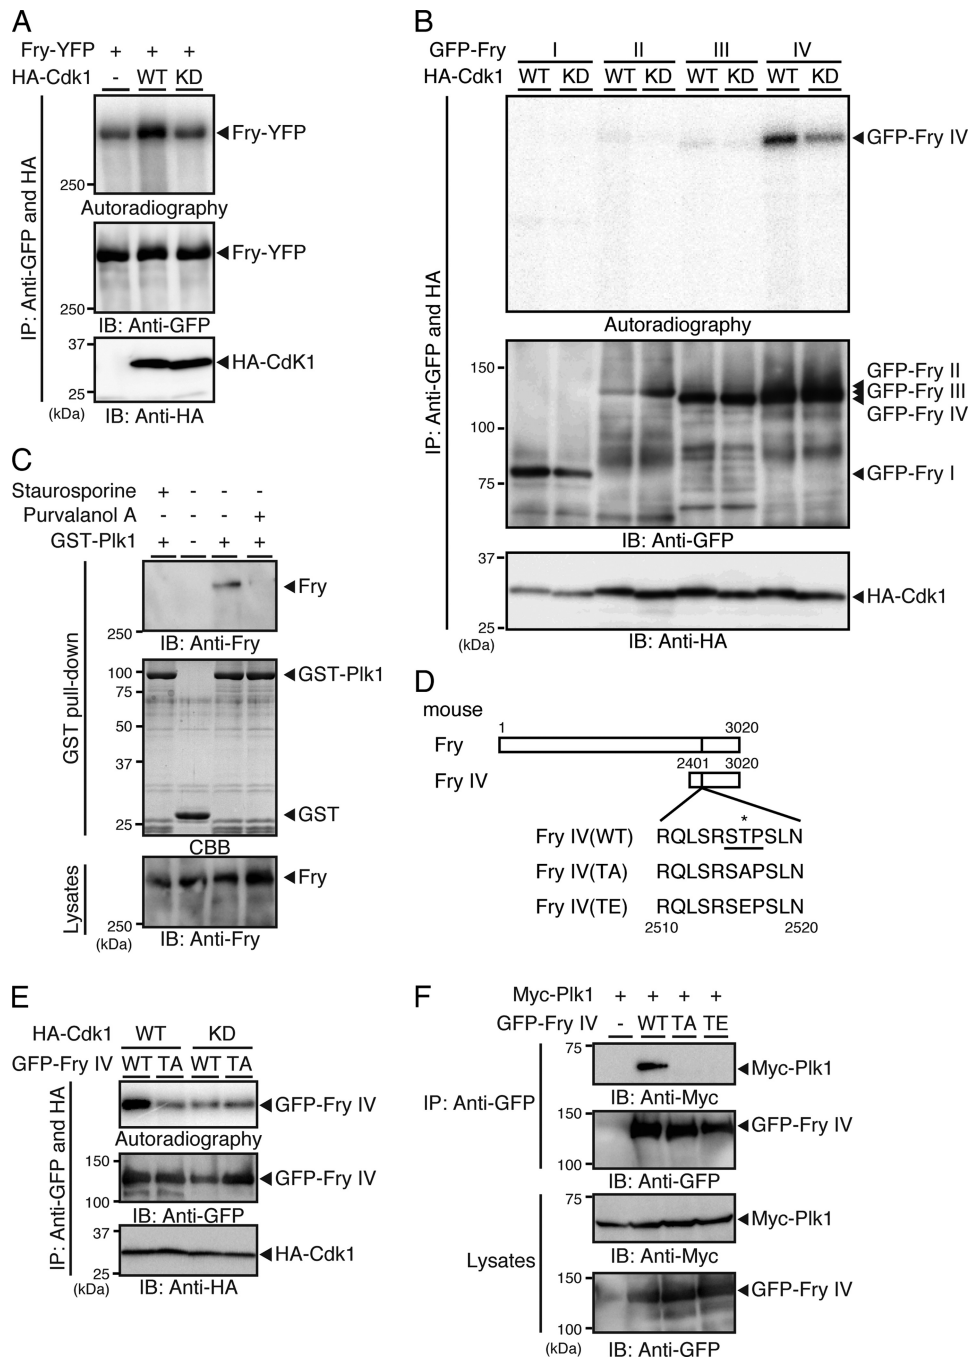 A
Fry-YFP + + +
HA-Cdk1 - WT KD
IP: Anti-GFP and HA
Fry-YFP
250
Autoradiography
Fry-YFP
250
IB: Anti-GFP
37
HA-CdK1
25
(kDa)
IB: Anti-HA
B
GFP-Fry I II III IV
HA-Cdk1 WT KD WT KD WT KD WT KD
IP: Anti-GFP and HA
GFP-Fry IV
Autoradiography
150
GFP-Fry II
GFP-Fry III
GFP-Fry IV
100
GFP-Fry I
75
IB: Anti-GFP
37
HA-Cdk1
25
(kDa)
IB: Anti-HA
C
Staurosporine + - - -
Purvalanol A - - - +
GST-Plk1 + - + +
GST pull-down
Fry
250
IB: Anti-Fry
100
GST-Plk1
75
50
37
GST
25
CBB
Lysates
Fry
250
(kDa)
IB: Anti-Fry
D
mouse
1 3020
Fry
2401 3020
Fry IV
*
Fry IV(WT) RQLSRSTPSLN
Fry IV(TA) RQLSRSAPSLN
Fry IV(TE) RQLSRSEPSLN
2510 2520
E
HA-Cdk1 WT KD
GFP-Fry IV WT TA WT TA
IP: Anti-GFP and HA
GFP-Fry IV
Autoradiography
150
GFP-Fry IV
100
IB: Anti-GFP
37
HA-Cdk1
25
(kDa)
IB: Anti-HA
F
Myc-Plk1 + + + +
GFP-Fry IV - WT TA TE
75
Myc-Plk1
IP: Anti-GFP
IB: Anti-Myc
150
GFP-Fry IV
100
IB: Anti-GFP
75
Myc-Plk1
Lysates
IB: Anti-Myc
150
GFP-Fry IV
100
(kDa)
IB: Anti-GFP